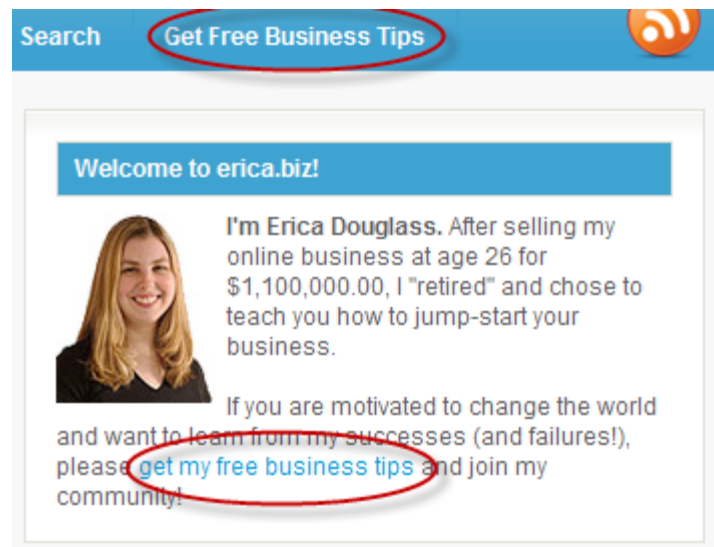 Search Get Free Business Tips
Welcome to erica.biz!
I'm Erica Douglass. After selling my
online business at age 26 for
$1,100,000.00, I "retired" and chose to
teach you how to jump-start your
business.
If you are motivated to change the world
and want to learn from my successes (and failures!),
please get my free business tips and join my
community!